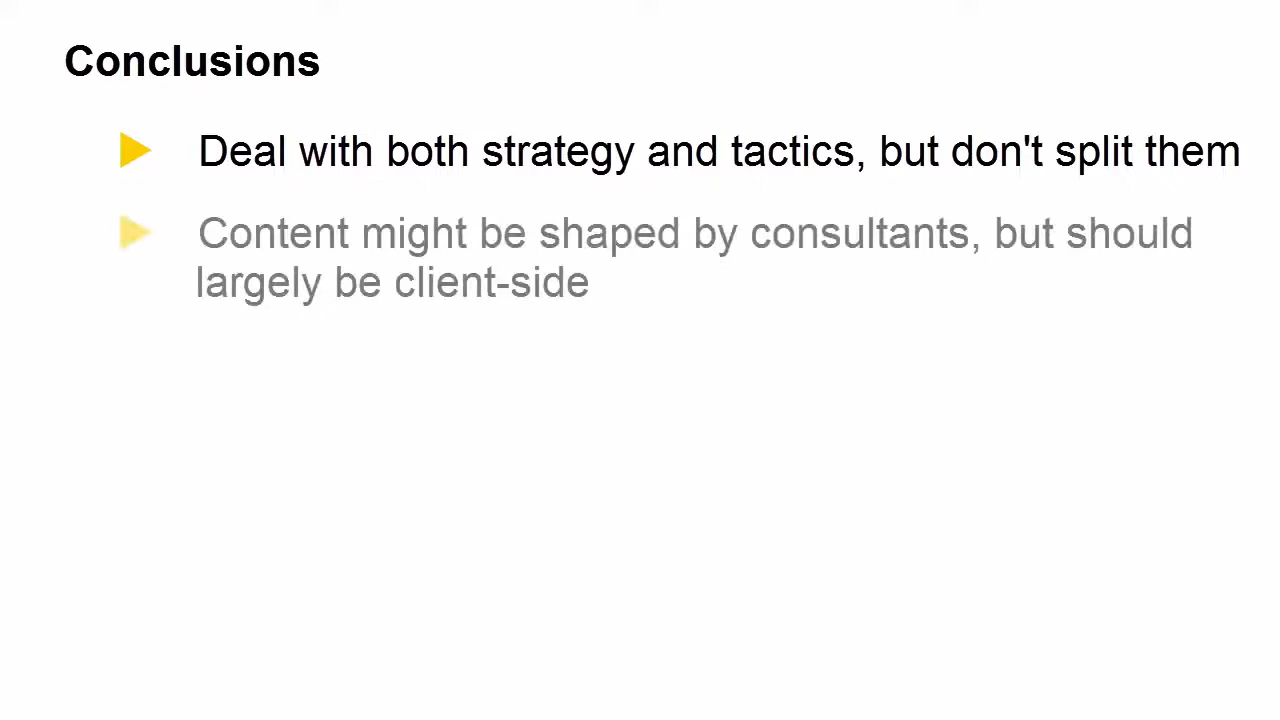 Conclusions
Deal with both strategy and tactics, but don't split them
Content might be shaped by consultants, but should
largely be client-side